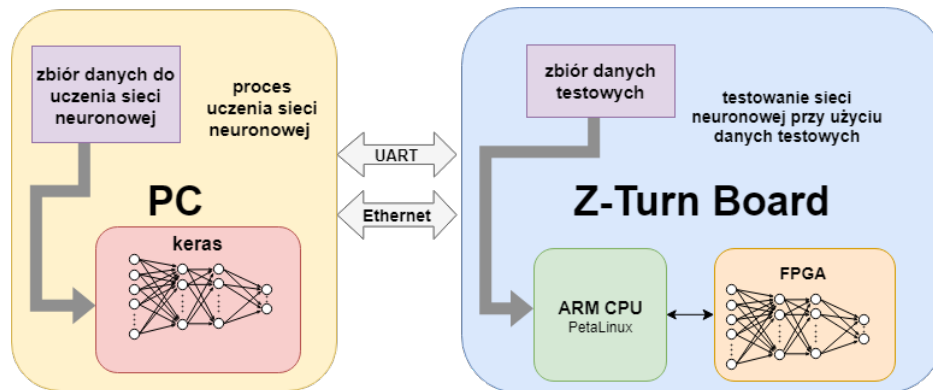 zbiór danych do
uczenia sieci
neuronowej
proces
uczenia sieci
neuronowej
PC
keras
UART
Ethernet
zbiór danych
testowych
testowanie sieci
neuronowej przy użyciu
danych testowych
Z-Turn Board
ARM CPU
PetaLinux
FPGA